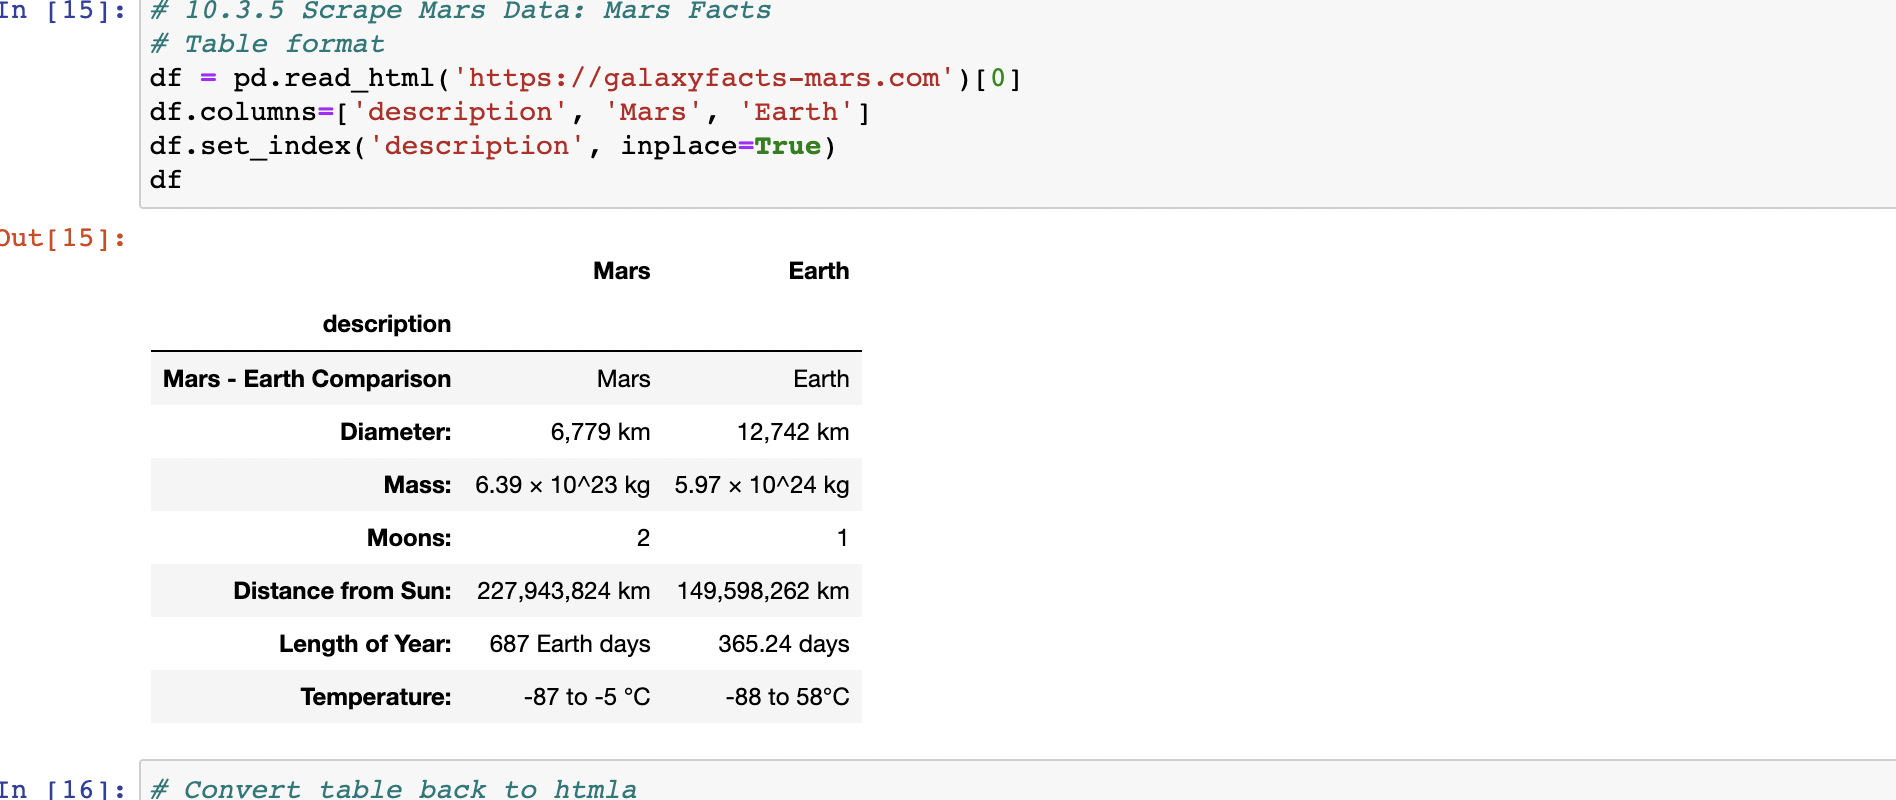 In [15]: # 10.3.5 Scrape Mars Data: Mars Facts
# Table format
df = pd.read_html('https://galaxyfacts-mars.com')[0]
df.columns=['description', 'Mars', 'Earth']
df.set_index('description', inplace=True)
df
Out[15]:
Mars Earth
description
Mars - Earth Comparison Mars Earth
Diameter: 6,779 km 12,742 km
Mass: 6.39 × 10^23 kg 5.97 × 10^24 kg
Moons: 2 1
Distance from Sun: 227,943,824 km 149,598,262 km
Length of Year: 687 Earth days 365.24 days
Temperature: -87 to -5 °C -88 to 58°C
In [16]: # Convert table back to htmla